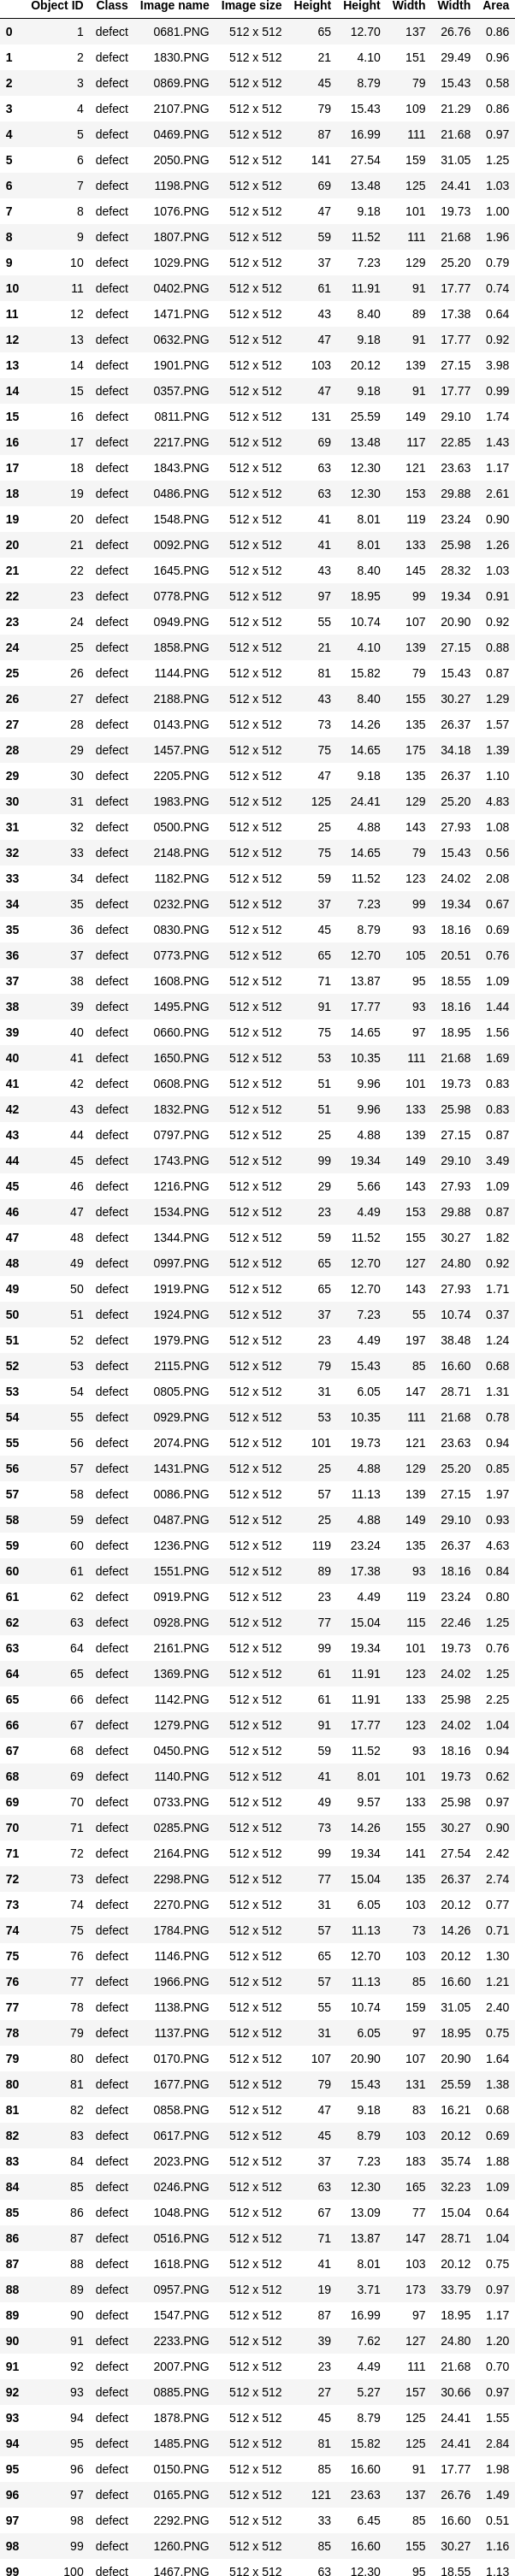 Object ID Class Image name Image size Height Height Width Width Area
0 1 defect 0681.PNG 512 x 512 65 12.70 137 26.76 0.86
1 2 defect 1830.PNG 512 x 512 21 4.10 151 29.49 0.96
2 3 defect 0869.PNG 512 x 512 45 8.79 79 15.43 0.58
3 4 defect 2107.PNG 512 x 512 79 15.43 109 21.29 0.86
4 5 defect 0469.PNG 512 x 512 87 16.99 111 21.68 0.97
5 6 defect 2050.PNG 512 x 512 141 27.54 159 31.05 1.25
6 7 defect 1198.PNG 512 x 512 69 13.48 125 24.41 1.03
7 8 defect 1076.PNG 512 x 512 47 9.18 101 19.73 1.00
8 9 defect 1807.PNG 512 x 512 59 11.52 111 21.68 1.96
9 10 defect 1029.PNG 512 x 512 37 7.23 129 25.20 0.79
10 11 defect 0402.PNG 512 x 512 61 11.91 91 17.77 0.74
11 12 defect 1471.PNG 512 x 512 43 8.40 89 17.38 0.64
12 13 defect 0632.PNG 512 x 512 47 9.18 91 17.77 0.92
13 14 defect 1901.PNG 512 x 512 103 20.12 139 27.15 3.98
14 15 defect 0357.PNG 512 x 512 47 9.18 91 17.77 0.99
15 16 defect 0811.PNG 512 x 512 131 25.59 149 29.10 1.74
16 17 defect 2217.PNG 512 x 512 69 13.48 117 22.85 1.43
17 18 defect 1843.PNG 512 x 512 63 12.30 121 23.63 1.17
18 19 defect 0486.PNG 512 x 512 63 12.30 153 29.88 2.61
19 20 defect 1548.PNG 512 x 512 41 8.01 119 23.24 0.90
20 21 defect 0092.PNG 512 x 512 41 8.01 133 25.98 1.26
21 22 defect 1645.PNG 512 x 512 43 8.40 145 28.32 1.03
22 23 defect 0778.PNG 512 x 512 97 18.95 99 19.34 0.91
23 24 defect 0949.PNG 512 x 512 55 10.74 107 20.90 0.92
24 25 defect 1858.PNG 512 x 512 21 4.10 139 27.15 0.88
25 26 defect 1144.PNG 512 x 512 81 15.82 79 15.43 0.87
26 27 defect 2188.PNG 512 x 512 43 8.40 155 30.27 1.29
27 28 defect 0143.PNG 512 x 512 73 14.26 135 26.37 1.57
28 29 defect 1457.PNG 512 x 512 75 14.65 175 34.18 1.39
29 30 defect 2205.PNG 512 x 512 47 9.18 135 26.37 1.10
30 31 defect 1983.PNG 512 x 512 125 24.41 129 25.20 4.83
31 32 defect 0500.PNG 512 x 512 25 4.88 143 27.93 1.08
32 33 defect 2148.PNG 512 x 512 75 14.65 79 15.43 0.56
33 34 defect 1182.PNG 512 x 512 59 11.52 123 24.02 2.08
34 35 defect 0232.PNG 512 x 512 37 7.23 99 19.34 0.67
35 36 defect 0830.PNG 512 x 512 45 8.79 93 18.16 0.69
36 37 defect 0773.PNG 512 x 512 65 12.70 105 20.51 0.76
37 38 defect 1608.PNG 512 x 512 71 13.87 95 18.55 1.09
38 39 defect 1495.PNG 512 x 512 91 17.77 93 18.16 1.44
39 40 defect 0660.PNG 512 x 512 75 14.65 97 18.95 1.56
40 41 defect 1650.PNG 512 x 512 53 10.35 111 21.68 1.69
41 42 defect 0608.PNG 512 x 512 51 9.96 101 19.73 0.83
42 43 defect 1832.PNG 512 x 512 51 9.96 133 25.98 0.83
43 44 defect 0797.PNG 512 x 512 25 4.88 139 27.15 0.87
44 45 defect 1743.PNG 512 x 512 99 19.34 149 29.10 3.49
45 46 defect 1216.PNG 512 x 512 29 5.66 143 27.93 1.09
46 47 defect 1534.PNG 512 x 512 23 4.49 153 29.88 0.87
47 48 defect 1344.PNG 512 x 512 59 11.52 155 30.27 1.82
48 49 defect 0997.PNG 512 x 512 65 12.70 127 24.80 0.92
49 50 defect 1919.PNG 512 x 512 65 12.70 143 27.93 1.71
50 51 defect 1924.PNG 512 x 512 37 7.23 55 10.74 0.37
51 52 defect 1979.PNG 512 x 512 23 4.49 197 38.48 1.24
52 53 defect 2115.PNG 512 x 512 79 15.43 85 16.60 0.68
53 54 defect 0805.PNG 512 x 512 31 6.05 147 28.71 1.31
54 55 defect 0929.PNG 512 x 512 53 10.35 111 21.68 0.78
55 56 defect 2074.PNG 512 x 512 101 19.73 121 23.63 0.94
56 57 defect 1431.PNG 512 x 512 25 4.88 129 25.20 0.85
57 58 defect 0086.PNG 512 x 512 57 11.13 139 27.15 1.97
58 59 defect 0487.PNG 512 x 512 25 4.88 149 29.10 0.93
59 60 defect 1236.PNG 512 x 512 119 23.24 135 26.37 4.63
60 61 defect 1551.PNG 512 x 512 89 17.38 93 18.16 0.84
61 62 defect 0919.PNG 512 x 512 23 4.49 119 23.24 0.80
62 63 defect 0928.PNG 512 x 512 77 15.04 115 22.46 1.25
63 64 defect 2161.PNG 512 x 512 99 19.34 101 19.73 0.76
64 65 defect 1369.PNG 512 x 512 61 11.91 123 24.02 1.25
65 66 defect 1142.PNG 512 x 512 61 11.91 133 25.98 2.25
66 67 defect 1279.PNG 512 x 512 91 17.77 123 24.02 1.04
67 68 defect 0450.PNG 512 x 512 59 11.52 93 18.16 0.94
68 69 defect 1140.PNG 512 x 512 41 8.01 101 19.73 0.62
69 70 defect 0733.PNG 512 x 512 49 9.57 133 25.98 0.97
70 71 defect 0285.PNG 512 x 512 73 14.26 155 30.27 0.90
71 72 defect 2164.PNG 512 x 512 99 19.34 141 27.54 2.42
72 73 defect 2298.PNG 512 x 512 77 15.04 135 26.37 2.74
73 74 defect 2270.PNG 512 x 512 31 6.05 103 20.12 0.77
74 75 defect 1784.PNG 512 x 512 57 11.13 73 14.26 0.71
75 76 defect 1146.PNG 512 x 512 65 12.70 103 20.12 1.30
76 77 defect 1966.PNG 512 x 512 57 11.13 85 16.60 1.21
77 78 defect 1138.PNG 512 x 512 55 10.74 159 31.05 2.40
78 79 defect 1137.PNG 512 x 512 31 6.05 97 18.95 0.75
79 80 defect 0170.PNG 512 x 512 107 20.90 107 20.90 1.64
80 81 defect 1677.PNG 512 x 512 79 15.43 131 25.59 1.38
81 82 defect 0858.PNG 512 x 512 47 9.18 83 16.21 0.68
82 83 defect 0617.PNG 512 x 512 45 8.79 103 20.12 0.69
83 84 defect 2023.PNG 512 x 512 37 7.23 183 35.74 1.88
84 85 defect 0246.PNG 512 x 512 63 12.30 165 32.23 1.09
85 86 defect 1048.PNG 512 x 512 67 13.09 77 15.04 0.64
86 87 defect 0516.PNG 512 x 512 71 13.87 147 28.71 1.04
87 88 defect 1618.PNG 512 x 512 41 8.01 103 20.12 0.75
88 89 defect 0957.PNG 512 x 512 19 3.71 173 33.79 0.97
89 90 defect 1547.PNG 512 x 512 87 16.99 97 18.95 1.17
90 91 defect 2233.PNG 512 x 512 39 7.62 127 24.80 1.20
91 92 defect 2007.PNG 512 x 512 23 4.49 111 21.68 0.70
92 93 defect 0885.PNG 512 x 512 27 5.27 157 30.66 0.97
93 94 defect 1878.PNG 512 x 512 45 8.79 125 24.41 1.55
94 95 defect 1485.PNG 512 x 512 81 15.82 125 24.41 2.84
95 96 defect 0150.PNG 512 x 512 85 16.60 91 17.77 1.98
96 97 defect 0165.PNG 512 x 512 121 23.63 137 26.76 1.49
97 98 defect 2292.PNG 512 x 512 33 6.45 85 16.60 0.51
98 99 defect 1260.PNG 512 x 512 85 16.60 155 30.27 1.16
99 100 defect 1467.PNG 512 x 512 63 12.30 95 18.55 1.13